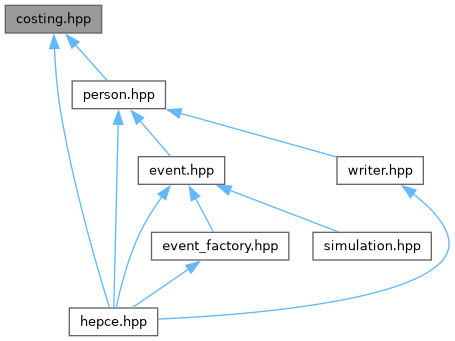 costing.hpp
person.hpp
event.hpp
writer.hpp
event_factory.hpp
simulation.hpp
hepce.hpp